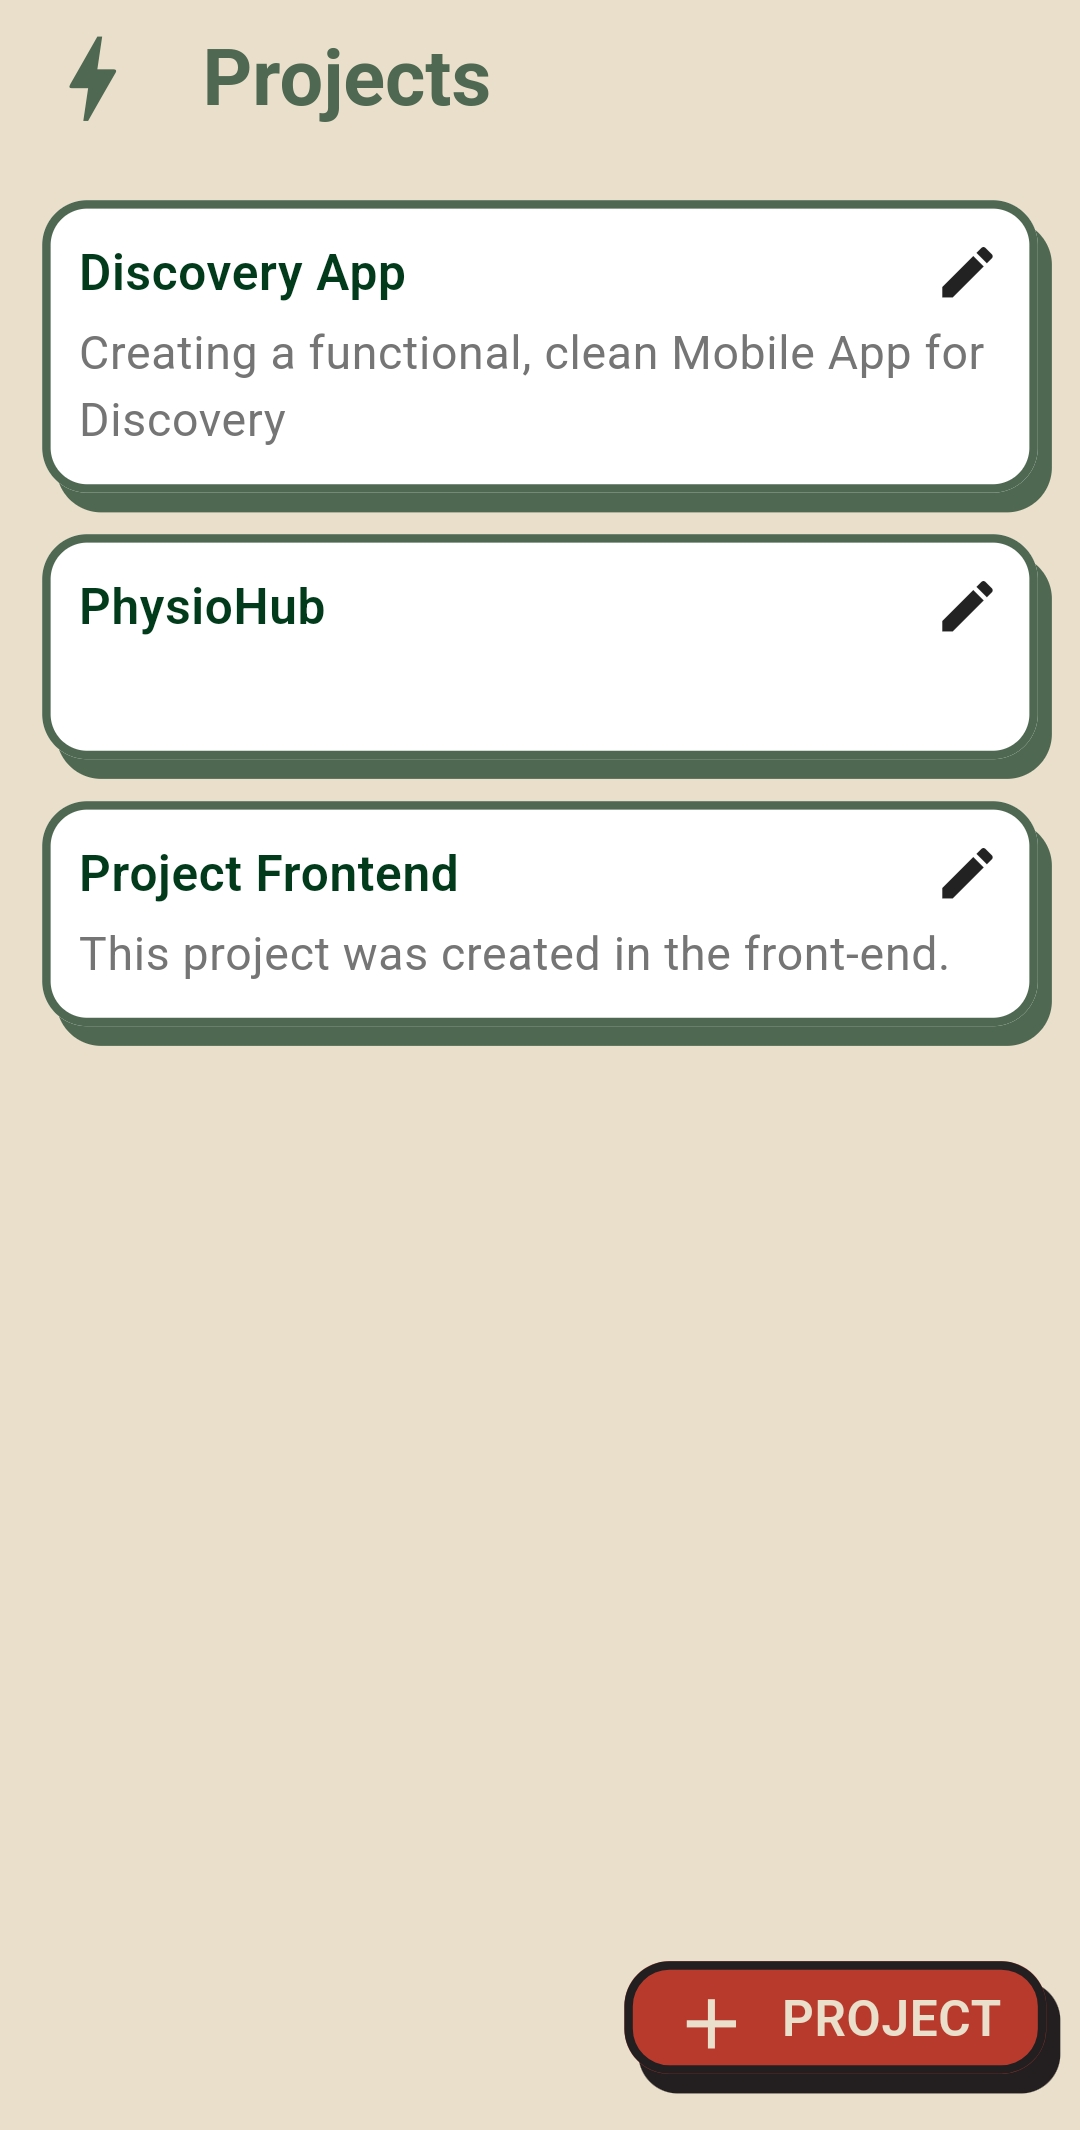 Projects
Discovery App
Creating a functional, clean Mobile App for
Discovery
PhysioHub
Project Frontend
This project was created in the front-end.
PROJECT